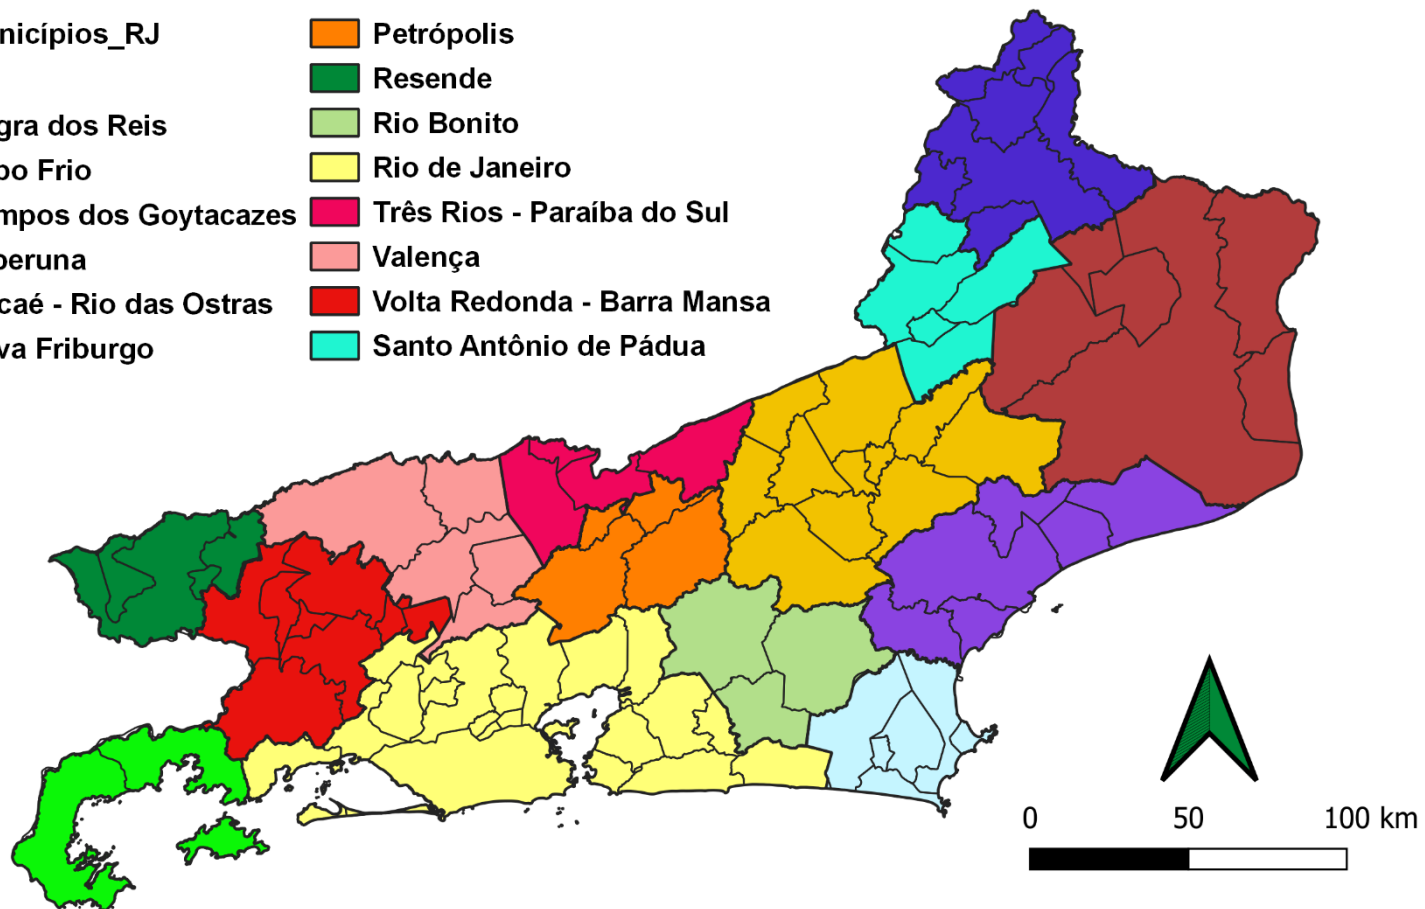 nicípios_RJ
gra dos Reis
bo Frio
mpos dos Goytacazes
peruna
caé - Rio das Ostras
va Friburgo
Petrópolis
Resende
Rio Bonito
Rio de Janeiro
Três Rios - Paraíba do Sul
Valença
Volta Redonda - Barra Mansa
Santo Antônio de Pádua
0 50 100 km